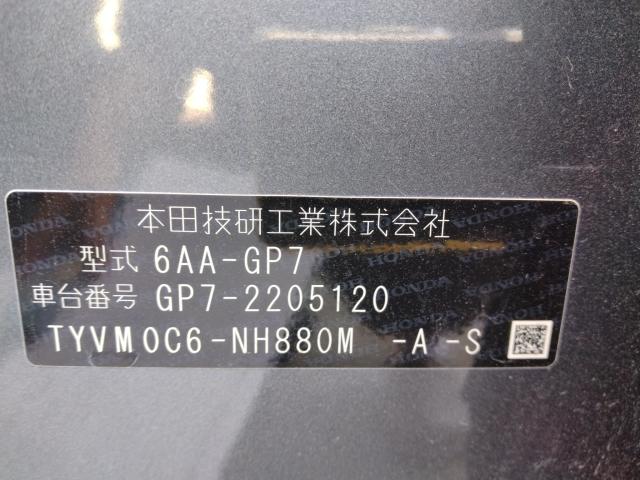 本田技研工業株式会社
型式 6AA-GP7
車台番号 GP7-2205120
TYVM0C6-NH880M -A-S